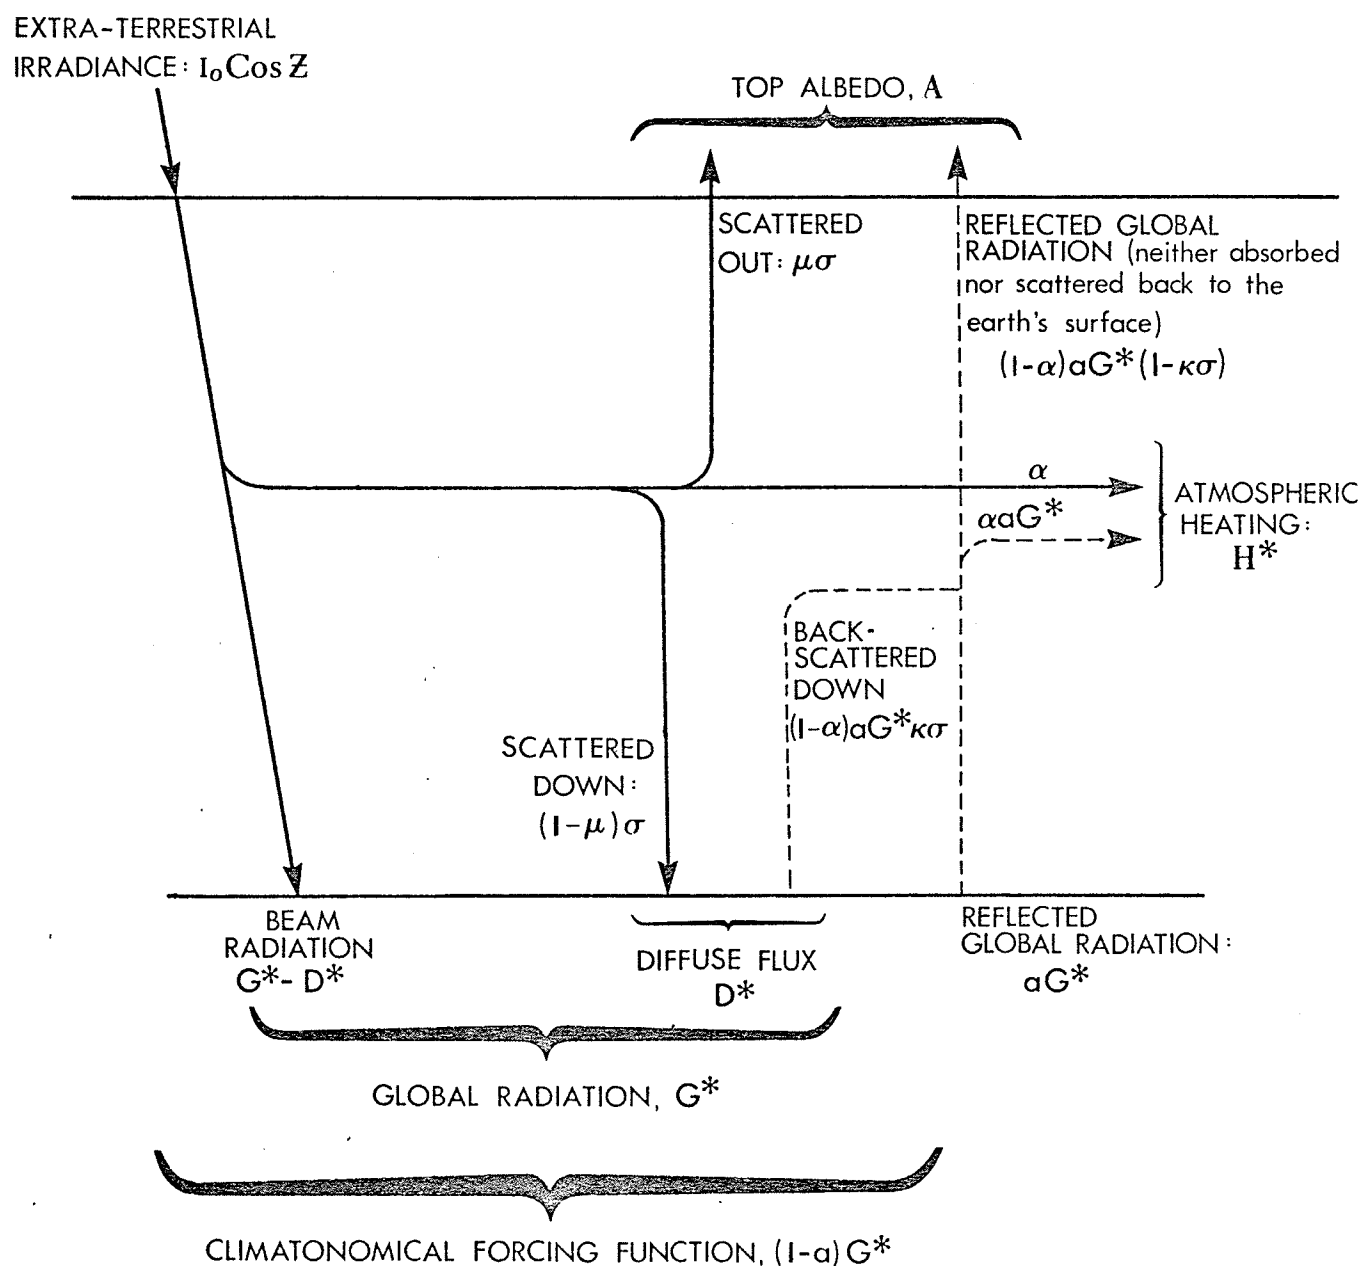 EXTRA-TERRESTRIAL
IRRADIANCE: I₀Cos Z
TOP ALBEDO, A
SCATTERED
OUT: μσ
REFLECTED GLOBAL
RADIATION (neither absorbed
nor scattered back to the
earth's surface)
(1-α)aG*(1-κσ)
α
αaG*
ATMOSPHERIC
HEATING:
H*
BACK-
SCATTERED
DOWN
(1-α)aG*κσ
SCATTERED
DOWN:
(1-μ)σ
BEAM
RADIATION
G*- D*
DIFFUSE FLUX
D*
REFLECTED
GLOBAL RADIATION:
aG*
GLOBAL RADIATION, G*
CLIMATONOMICAL FORCING FUNCTION, (1-a)G*